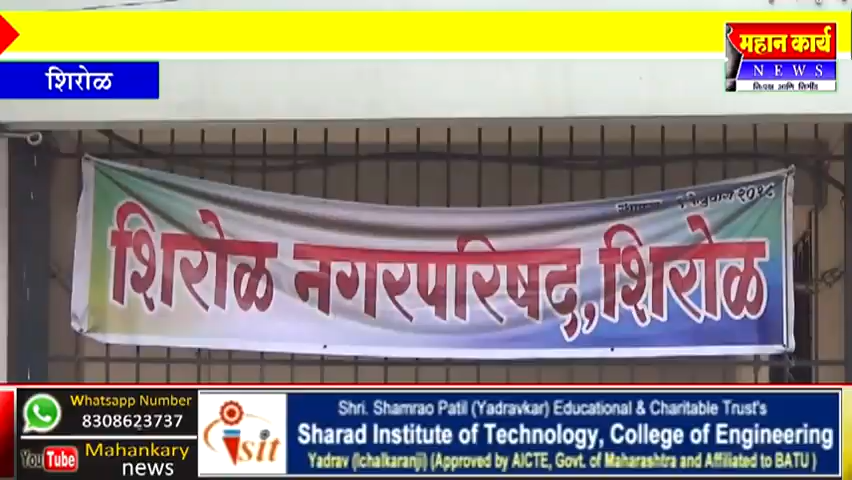 महान कार्य
NEWS
शिरोळ
शिरोळ नगरपरिषद,शिरोळ
Whatsapp Number
8308623737
YouTube
Mahankary
news
sit
Shri. Shamrao Patil (Yadravkar) Educational & Charitable Trust's
Sharad Institute of Technology, College of Engineering
Yadrav (Ichalkaranji) (Approved by AICTE, Govt. of Maharashtra and Affiliated to BATU )